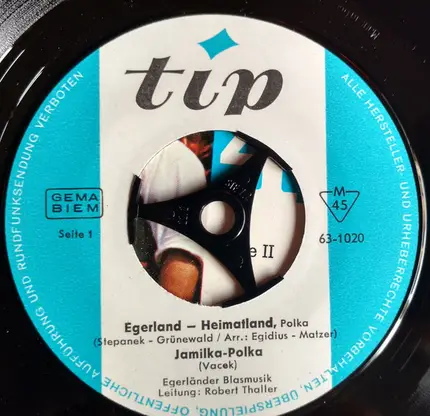 tip
GEMA
BIEM
Seite 1
e II
M
45
63-1020
Egerland – Heimatland, Polka
(Stepanek - Grünewald / Arr.: Egidius - Matzer)
Jamilka-Polka
(Vacek)
Egerländer Blasmusik
Leitung: Robert Thaller
ALLE HERSTELLER- UND URHEBERRECHTE VORBEHALTEN. ÜBERSPIELUNG, ÖFFENTLICHE AUFFÜHRUNG UND RUNDFUNKSENDUNG VERBOTEN